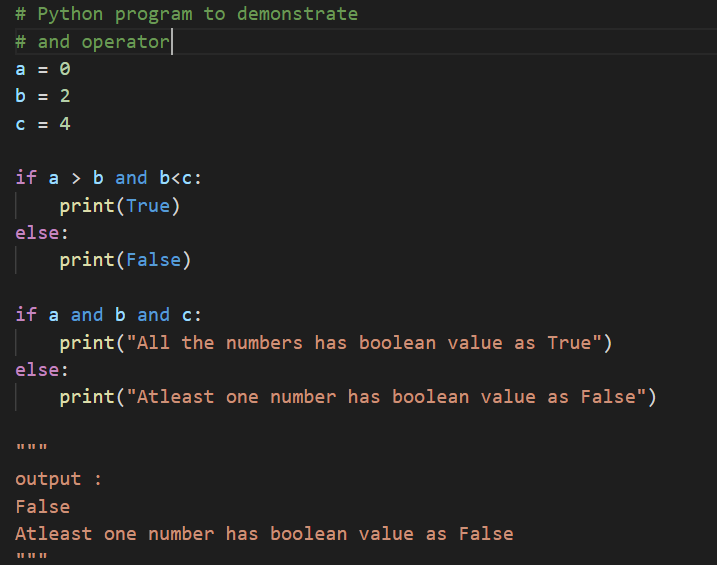 # Python program to demonstrate
# and operator
a = 0
b = 2
c = 4
if a > b and b<c:
    print(True)
else:
    print(False)
if a and b and c:
    print("All the numbers has boolean value as True")
else:
    print("Atleast one number has boolean value as False")
"""
output :
False
Atleast one number has boolean value as False
"""